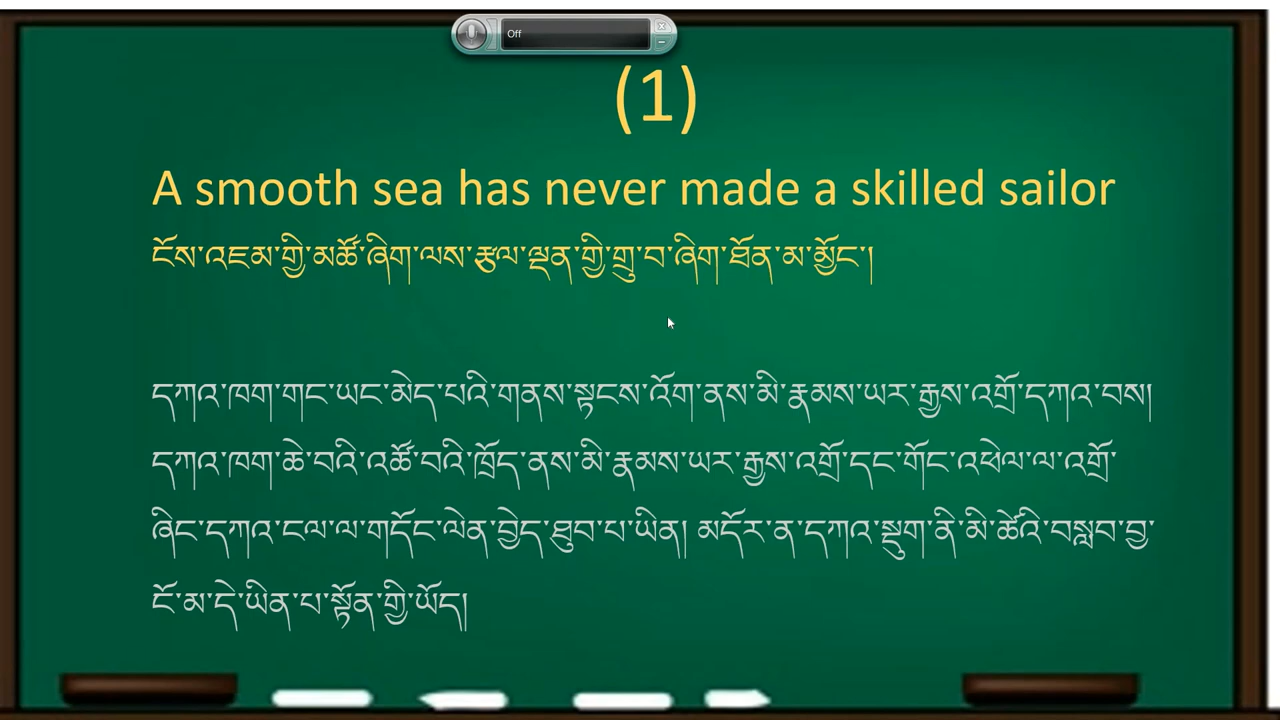 Off
(1)
A smooth sea has never made a skilled sailor
ངོས་འཇམ་གྱི་མཚོ་ཞིག་ལས་རྩལ་ལྡན་གྱི་གྲུ་བ་ཞིག་ཐོན་མ་མྱོང་།
དཀའ་ཁག་གང་ཡང་མེད་པའི་གནས་སྟངས་འོག་ནས་མི་རྣམས་ཡར་རྒྱས་འགྲོ་དཀའ་བས།
དཀའ་ཁག་ཆེ་བའི་འཚོ་བའི་ཁྲོད་ནས་མི་རྣམས་ཡར་རྒྱས་འགྲོ་དང་གོང་འཕེལ་ལ་འགྲོ་
ཞིང་དཀའ་ངལ་ལ་གདོང་ལེན་བྱེད་ཐུབ་པ་ཡིན། མདོར་ན་དཀའ་སྡུག་ནི་མི་ཚེའི་བསླབ་བྱ་
ངོ་མ་དེ་ཡིན་པ་སྟོན་གྱི་ཡོད།